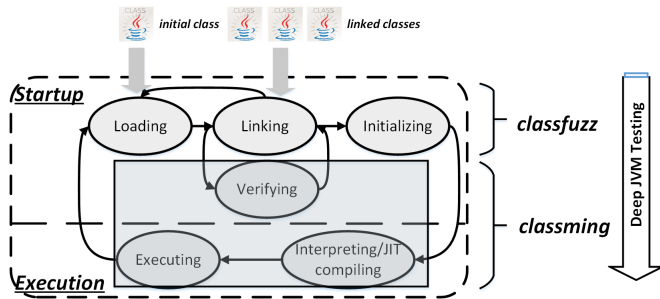 CLASS
initial class
CLASS
CLASS
CLASS
linked classes
Startup
Loading
Linking
Initializing
classfuzz
Verifying
Deep JVM Testing
classming
Executing
Interpreting/JIT
compiling
Execution